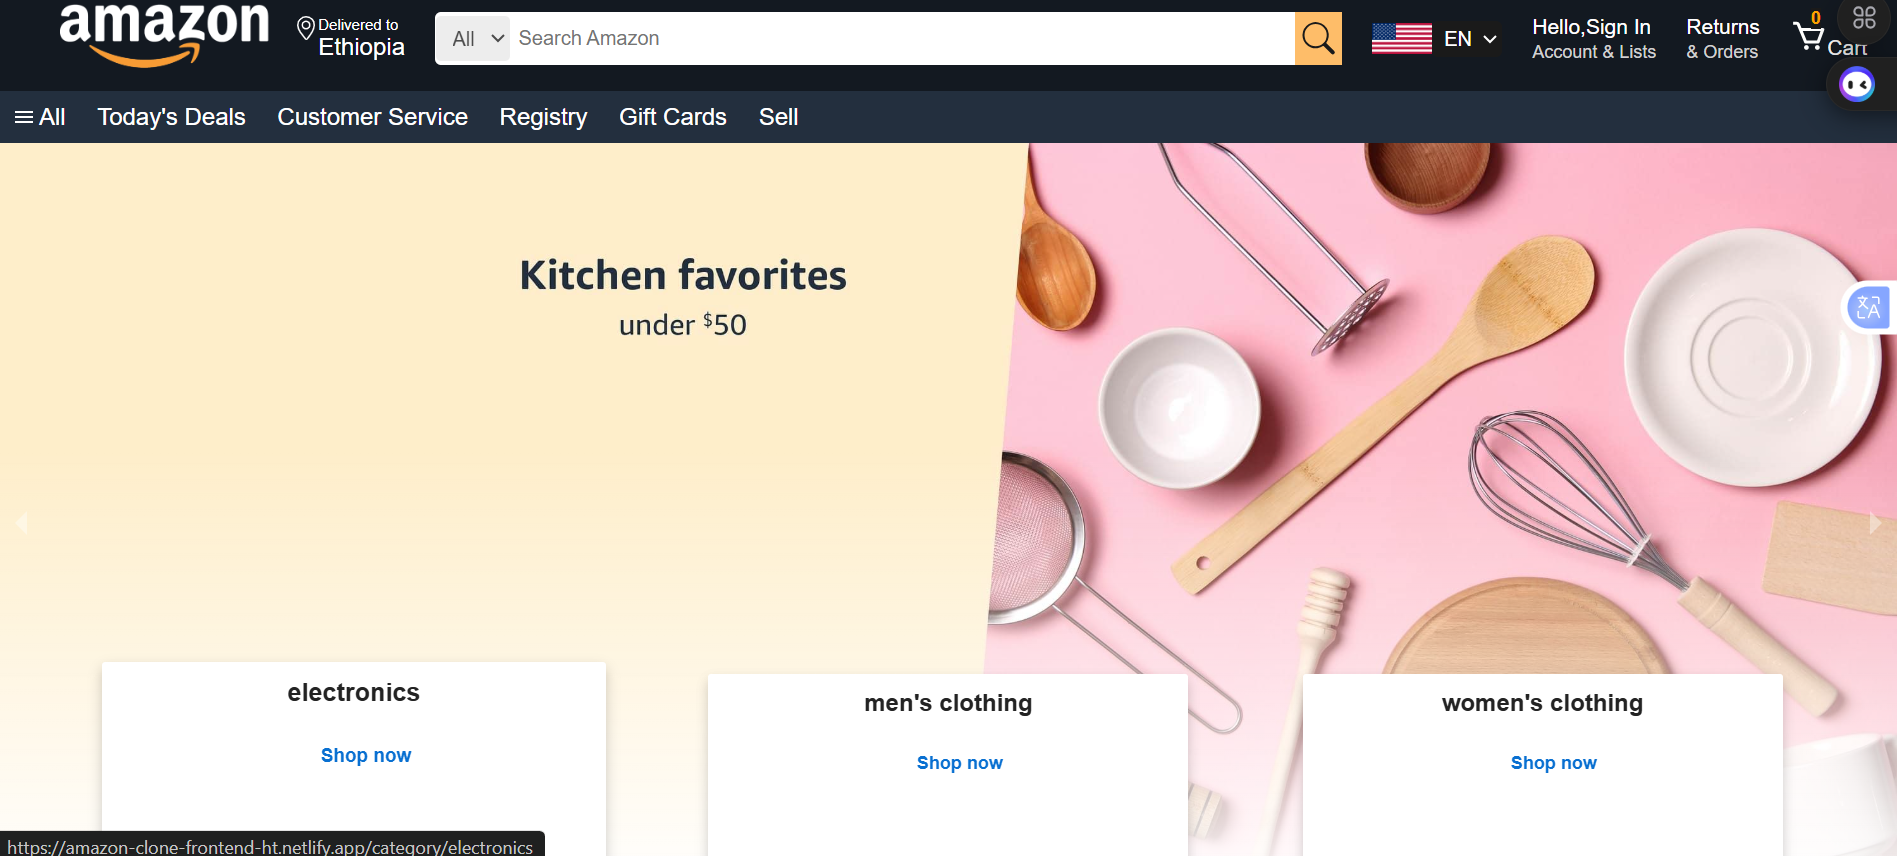 amazon
Delivered to
Ethiopia
All
Search Amazon
EN
Hello,Sign In
Account & Lists
Returns
& Orders
0
Cart
All
Today's Deals
Customer Service
Registry
Gift Cards
Sell
Kitchen favorites
under $50
文
A
electronics
Shop now
men's clothing
Shop now
women's clothing
Shop now
https://amazon-clone-frontend-ht.netlify.app/category/electronics